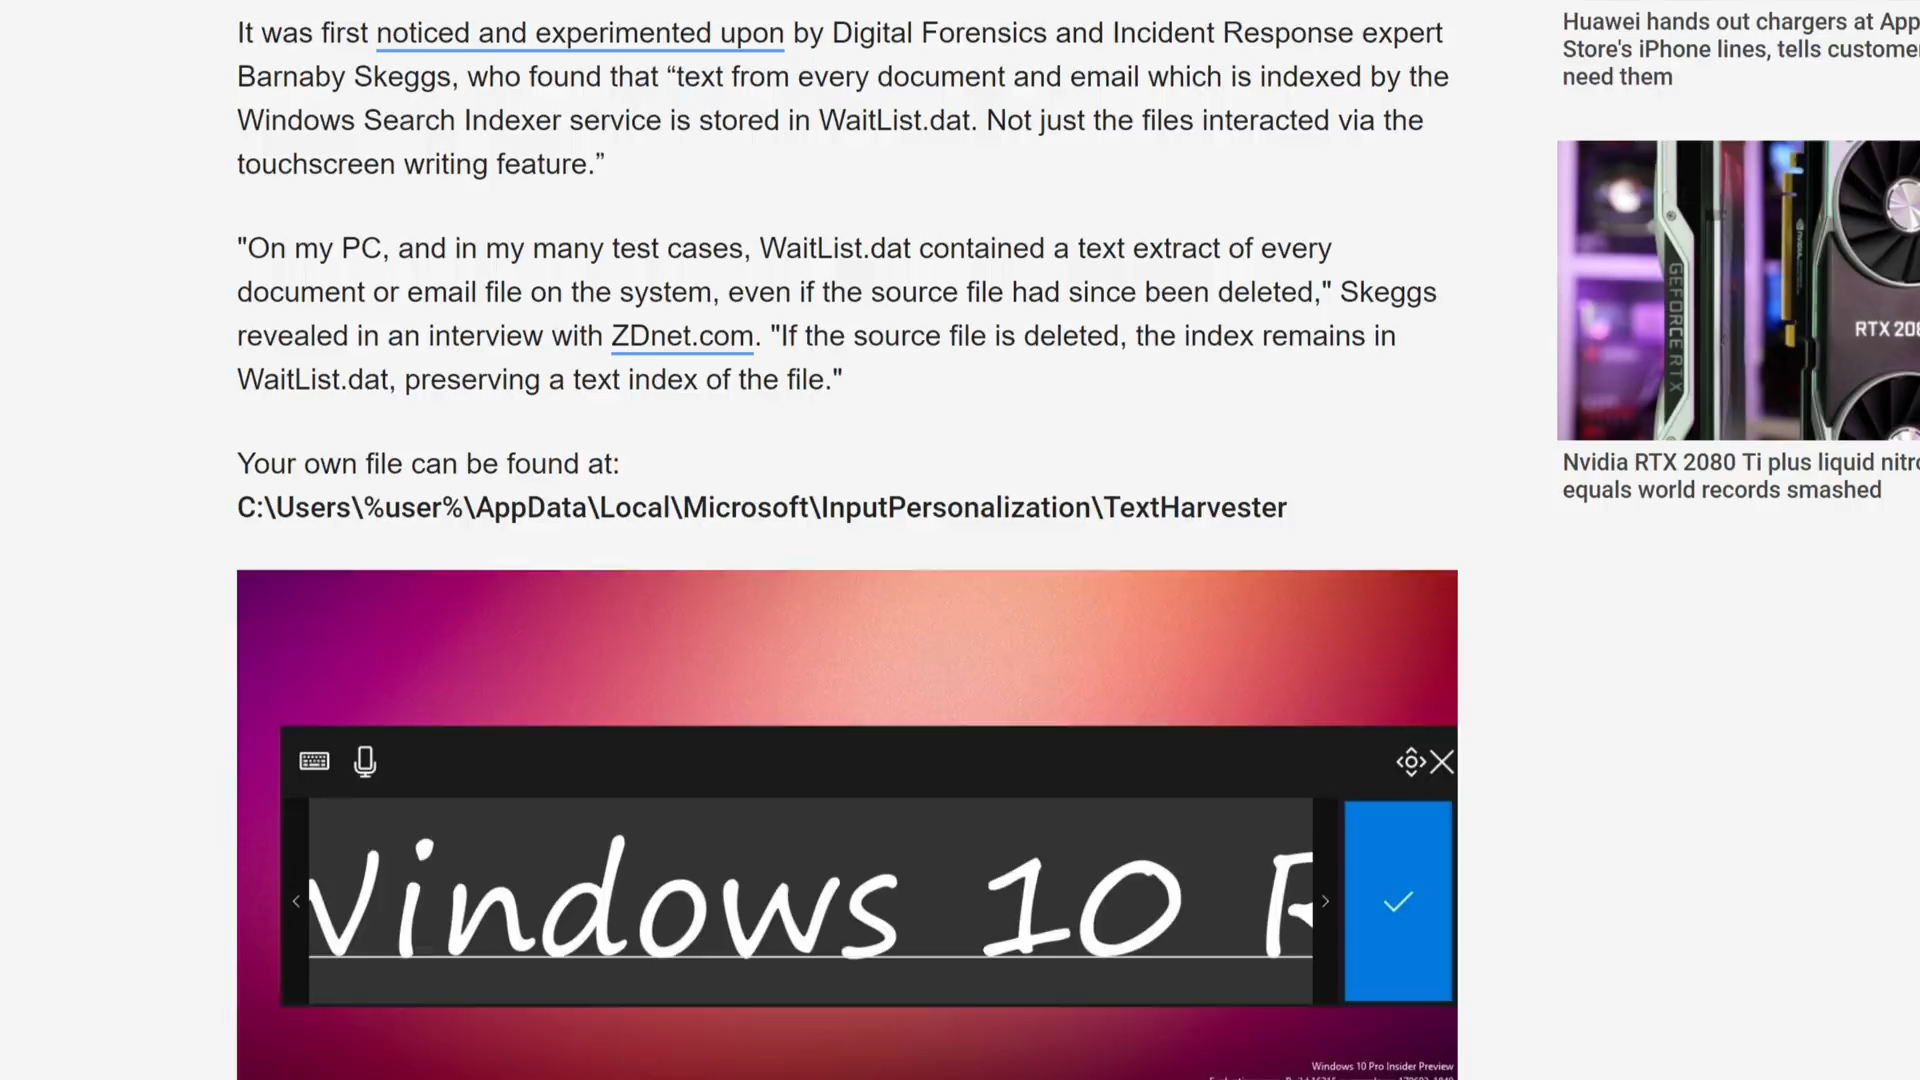 It was first noticed and experimented upon by Digital Forensics and Incident Response expert
Barnaby Skeggs, who found that “text from every document and email which is indexed by the
Windows Search Indexer service is stored in WaitList.dat. Not just the files interacted via the
touchscreen writing feature.”
"On my PC, and in my many test cases, WaitList.dat contained a text extract of every
document or email file on the system, even if the source file had since been deleted," Skeggs
revealed in an interview with ZDnet.com. "If the source file is deleted, the index remains in
WaitList.dat, preserving a text index of the file."
Your own file can be found at:
C:\Users\%user%\AppData\Local\Microsoft\InputPersonalization\TextHarvester
Windows 10
Windows 10 Pro Insider Preview
Huawei hands out chargers at App
Store's iPhone lines, tells custome
need them
GEFORCE RTX
RTX 208
Nvidia RTX 2080 Ti plus liquid nitro
equals world records smashed